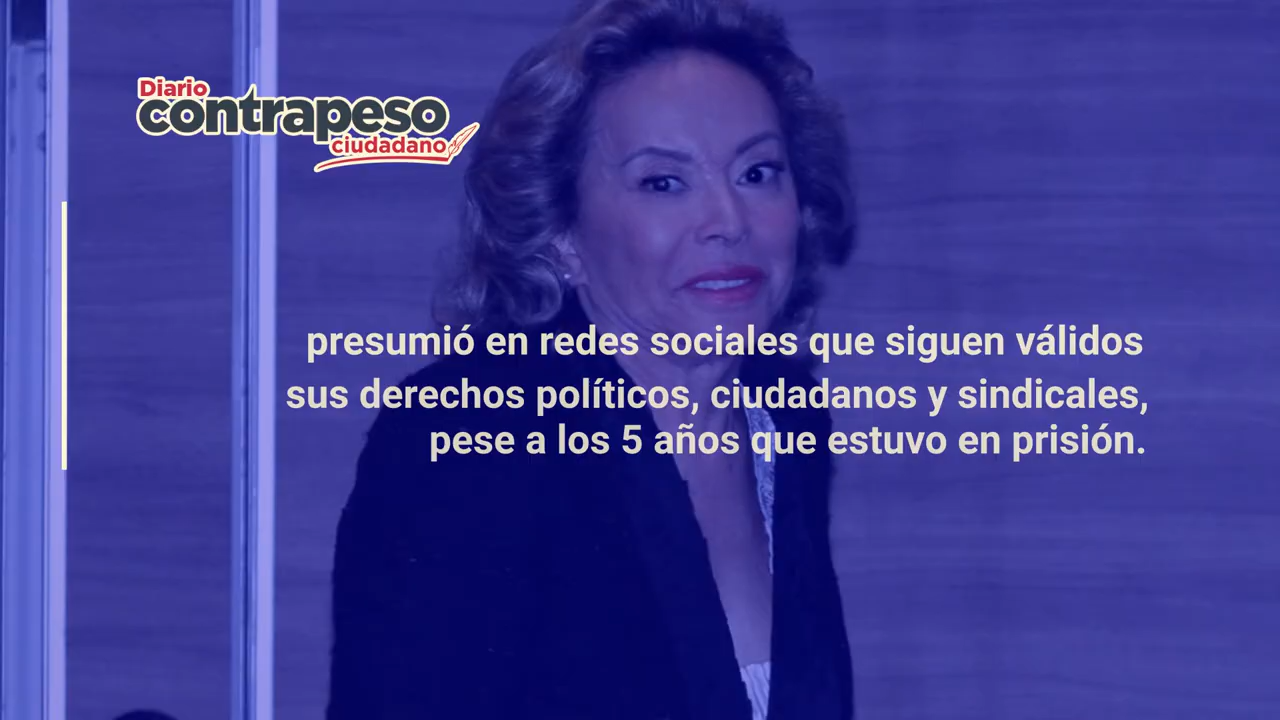 Diario
contrapeso
ciudadano
presumió en redes sociales que siguen válidos
sus derechos políticos, ciudadanos y sindicales,
pese a los 5 años que estuvo en prisión.